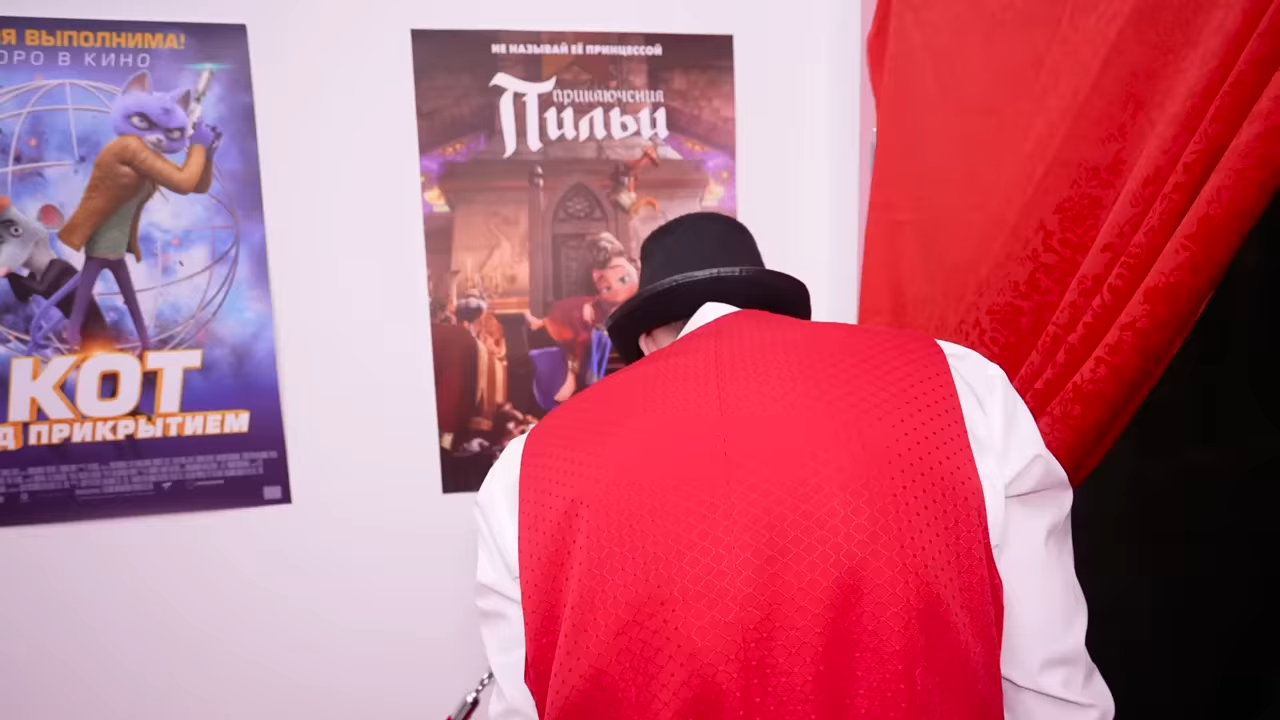 Я ВЫПОЛНИМА!
ОРО В КИНО
КОТ
Д ПРИКРЫТИЕМ
НЕ НАЗЫВАЙ ЕЁ ПРИНЦЕССОЙ
приключения
Пильи